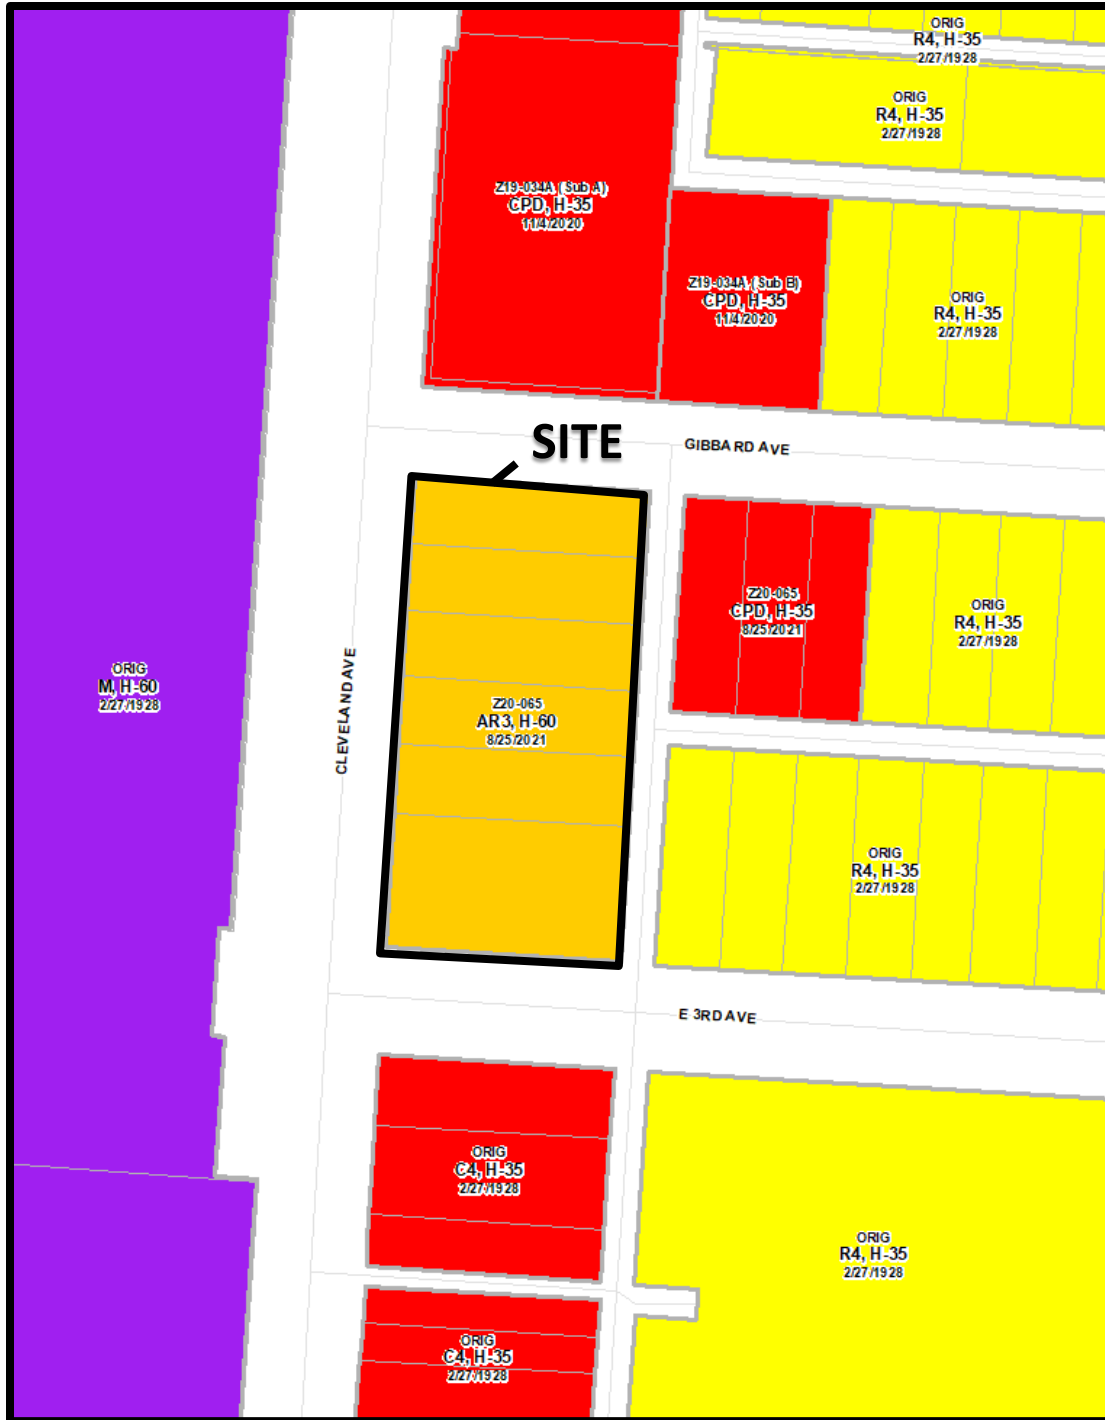 ORIG
R4, H-35
2/27/1928
ORIG
R4, H-35
2/27/1928
Z19-034A (Sub A)
CPD, H-35
11/4/2020
Z19-034A (Sub B)
CPD, H-35
11/4/2020
ORIG
R4, H-35
2/27/1928
SITE
GIBBARD AVE
Z20-065
CPD, H-35
8/25/2021
ORIG
R4, H-35
2/27/1928
ORIG
M, H-60
2/27/1928
CLEVELAND AVE
Z20-065
AR3, H-60
8/25/2021
ORIG
R4, H-35
2/27/1928
E 3RD AVE
ORIG
C4, H-35
2/27/1928
ORIG
R4, H-35
2/27/1928
ORIG
C4, H-35
2/27/1928